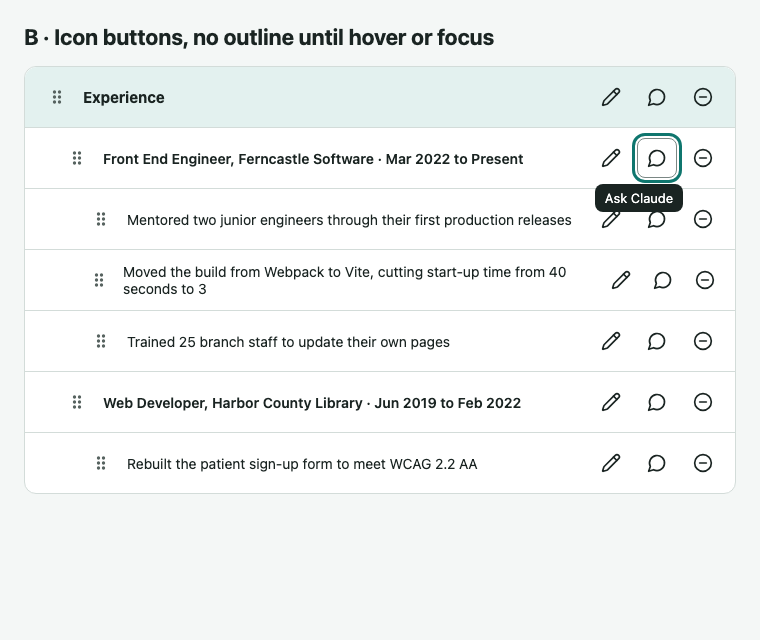 B · Icon buttons, no outline until hover or focus
Experience
Front End Engineer, Ferncastle Software · Mar 2022 to Present
Ask Claude
Mentored two junior engineers through their first production releases
Moved the build from Webpack to Vite, cutting start-up time from 40
seconds to 3
Trained 25 branch staff to update their own pages
Web Developer, Harbor County Library · Jun 2019 to Feb 2022
Rebuilt the patient sign-up form to meet WCAG 2.2 AA